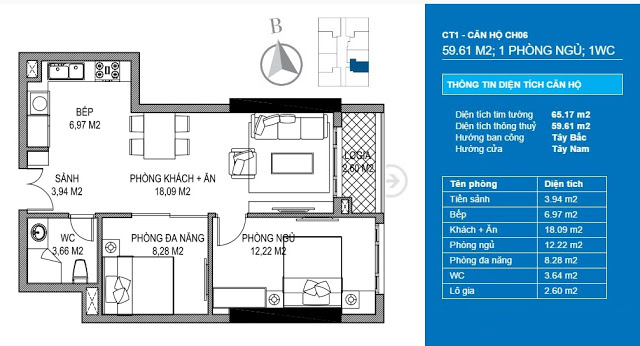 B
BẾP
6,97 M2
SẢNH
3,94 M2
PHÒNG KHÁCH + ĂN
18,09 M2
LOGIA
2,60 M2
WC
3,66 M2
PHÒNG ĐA NĂNG
8,28 M2
PHÒNG NGỦ
12,22 M2
CT1 - CĂN HỘ CH06
59.61 M2; 1 PHÒNG NGỦ; 1WC
THÔNG TIN DIỆN TÍCH CĂN HỘ
Diện tích tim tường 65.17 m2
Diện tích thông thuỷ 59.61 m2
Hướng ban công Tây Bắc
Hướng cửa Tây Nam
Tên phòng Diện tích
Tiền sảnh 3.94 m2
Bếp 6.97 m2
Khách + Ăn 18.09 m2
Phòng ngủ 12.22 m2
Phòng đa năng 8.28 m2
WC 3.64 m2
Lô gia 2.60 m2